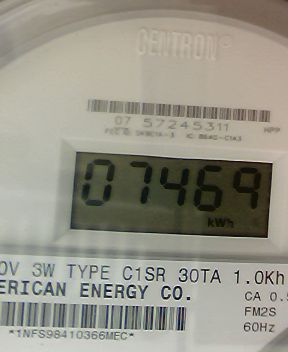 CENTRON®
07 57245311
HPP
07469
kWh
0V 3W TYPE C1SR 30TA 1.0Kh
ERICAN ENERGY CO.
CA 0.5
FM2S
60Hz
*1NFS98410366MEC*